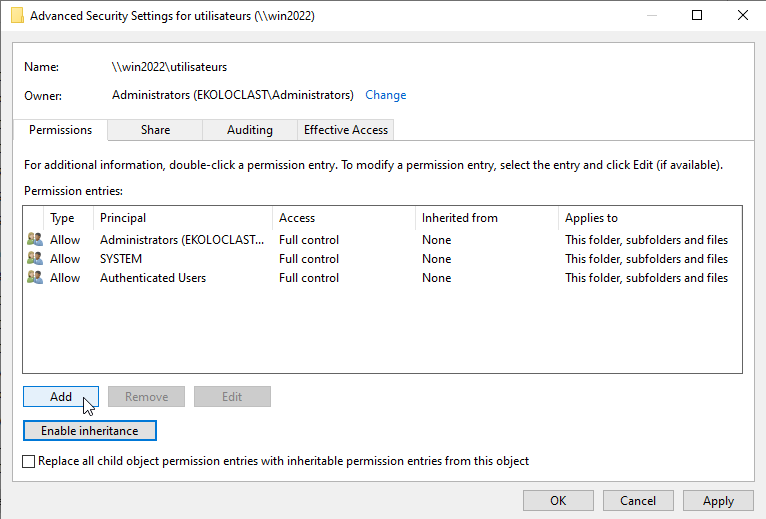 Advanced Security Settings for utilisateurs (\\win2022)
Name: \\win2022\utilisateurs
Owner: Administrators (EKOLOCLAST\Administrators) Change
Permissions Share Auditing Effective Access
For additional information, double-click a permission entry. To modify a permission entry, select the entry and click Edit (if available).
Permission entries:
Type Principal Access Inherited from Applies to
Allow Administrators (EKOLOCLAST... Full control None This folder, subfolders and files
Allow SYSTEM Full control None This folder, subfolders and files
Allow Authenticated Users Full control None This folder, subfolders and files
Add Remove Edit
Enable inheritance
Replace all child object permission entries with inheritable permission entries from this object
OK Cancel Apply